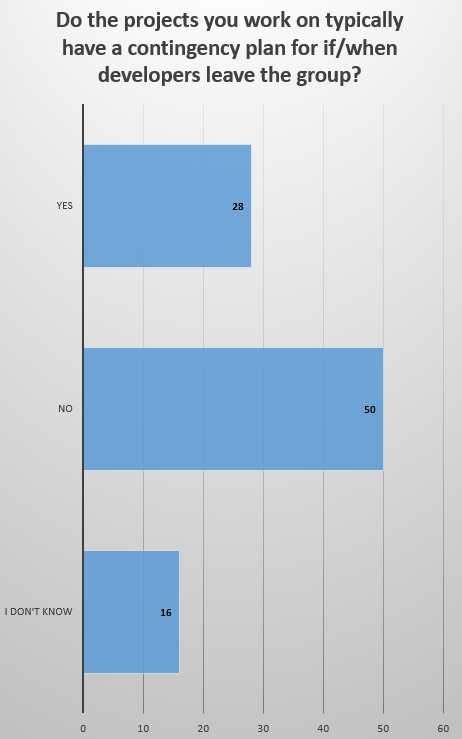 Do the projects you work on typically
have a contingency plan for if/when
developers leave the group?
YES
28
NO
50
I DON'T KNOW
16
0 10 20 30 40 50 60